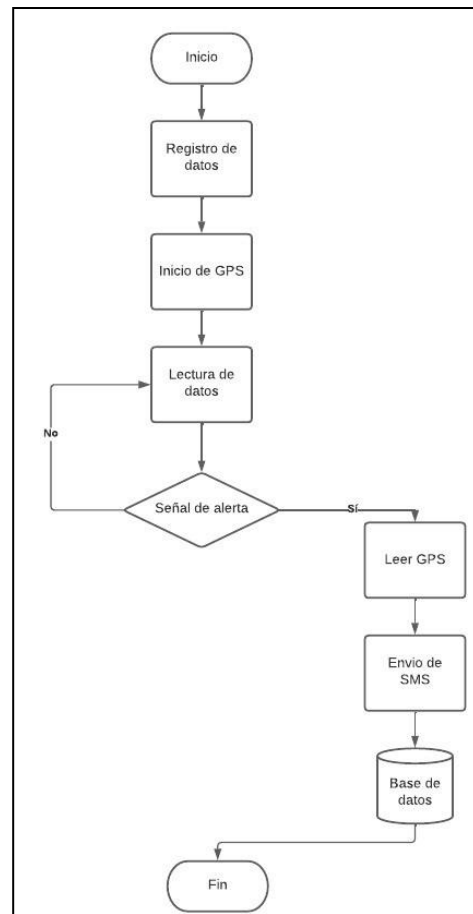 Inicio
Registro de
datos
Inicio de GPS
Lectura de
datos
No
Señal de alerta
Sí
Leer GPS
Envio de
SMS
Base de
datos
Fin